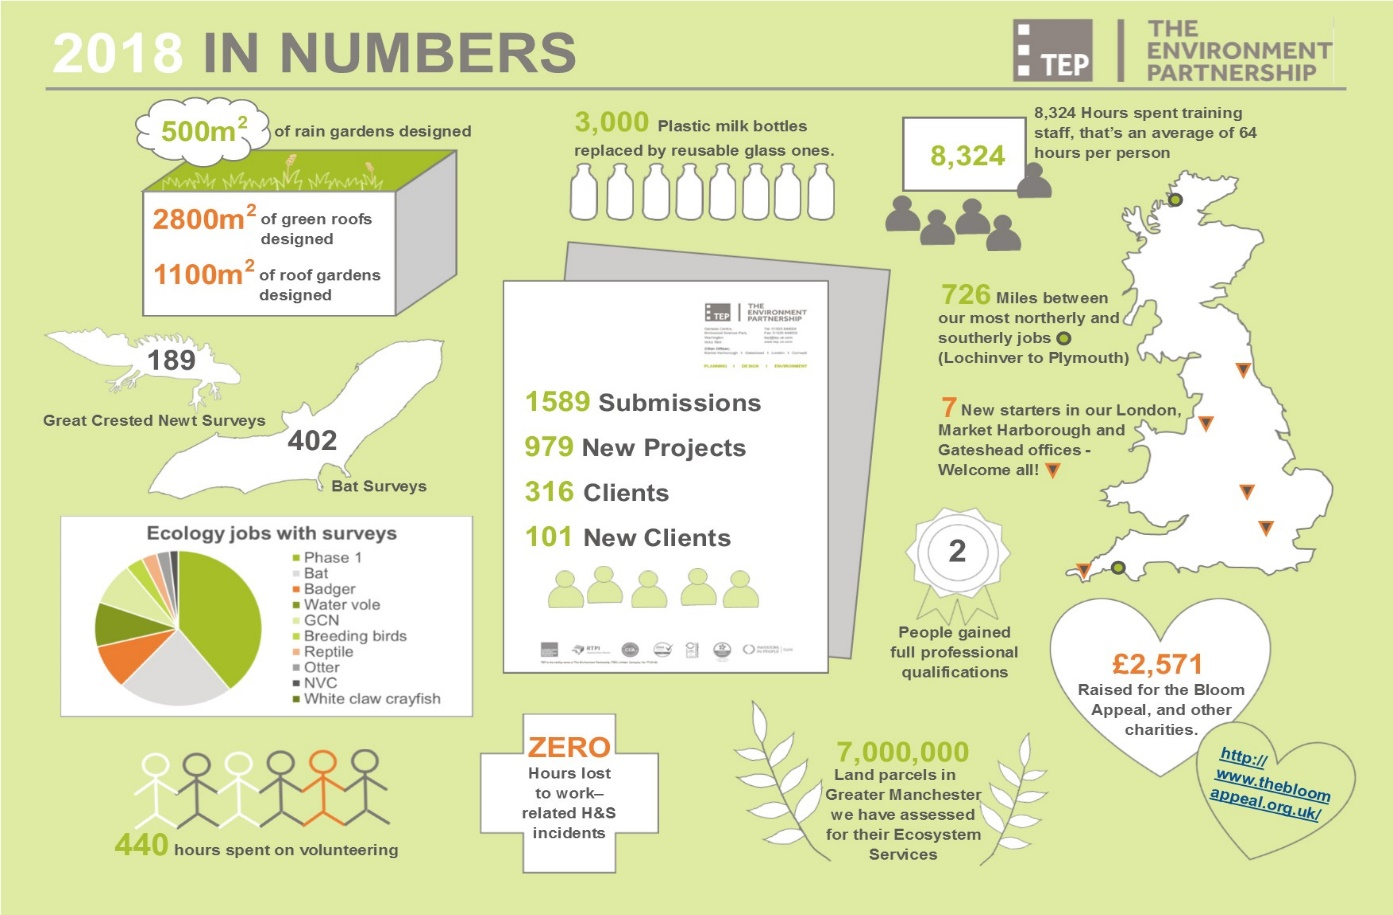 2018 IN NUMBERS
TEP
THE
ENVIRONMENT
PARTNERSHIP
500m² of rain gardens designed
2800m² of green roofs
designed
1100m² of roof gardens
designed
3,000 Plastic milk bottles
replaced by reusable glass ones.
8,324
8,324 Hours spent training
staff, that's an average of 64
hours per person
726 Miles between
our most northerly and
southerly jobs
(Lochinver to Plymouth)
7 New starters in our London,
Market Harborough and
Gateshead offices -
Welcome all!
189
Great Crested Newt Surveys
402
Bat Surveys
TEP
THE
ENVIRONMENT
PARTNERSHIP
PLANNING | DESIGN | ENVIRONMENT
1589 Submissions
979 New Projects
316 Clients
101 New Clients
RTPI
2
People gained
full professional
qualifications
Ecology jobs with surveys
Phase 1
Bat
Badger
Water vole
GCN
Breeding birds
Reptile
Otter
NVC
White claw crayfish
£2,571
Raised for the Bloom
Appeal, and other
charities.
http://
www.thebloom
appeal.org.uk/
440 hours spent on volunteering
ZERO
Hours lost
to work–
related H&S
incidents
7,000,000
Land parcels in
Greater Manchester
we have assessed
for their Ecosystem
Services